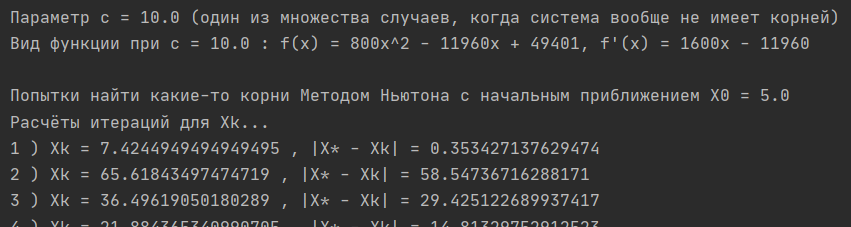 Параметр c = 10.0 (один из множества случаев, когда система вообще не имеет корней)
Вид функции при c = 10.0 : f(x) = 800x^2 - 11960x + 49401, f'(x) = 1600x - 11960
Попытки найти какие-то корни Методом Ньютона с начальным приближением X0 = 5.0
Расчёты итераций для Xk...
1 ) Xk = 7.4244949494949495 , |X* - Xk| = 0.353427137629474
2 ) Xk = 65.61843497474719 , |X* - Xk| = 58.54736716288171
3 ) Xk = 36.49619050180289 , |X* - Xk| = 29.425122689937417
4 ) Xk = 21.884365340990705 , |X* - Xk| = 14.81329752912523